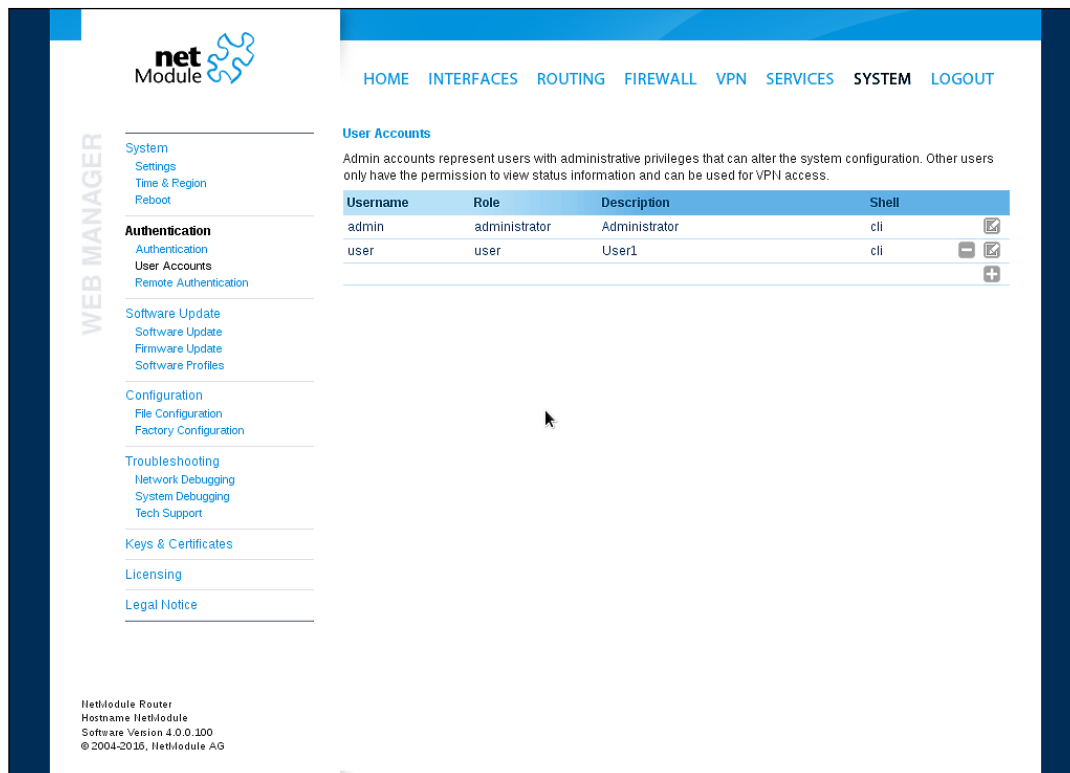 net
Module
HOME INTERFACES ROUTING FIREWALL VPN SERVICES SYSTEM LOGOUT
WEB MANAGER
System
Settings
Time & Region
Reboot
Authentication
Authentication
User Accounts
Remote Authentication
Software Update
Software Update
Firmware Update
Software Profiles
Configuration
File Configuration
Factory Configuration
Troubleshooting
Network Debugging
System Debugging
Tech Support
Keys & Certificates
Licensing
Legal Notice
User Accounts
Admin accounts represent users with administrative privileges that can alter the system configuration. Other users
only have the permission to view status information and can be used for VPN access.
Username Role Description Shell
admin administrator Administrator cli
user user User1 cli
NetModule Router
Hostname NetModule
Software Version 4.0.0.100
© 2004-2016, NetModule AG